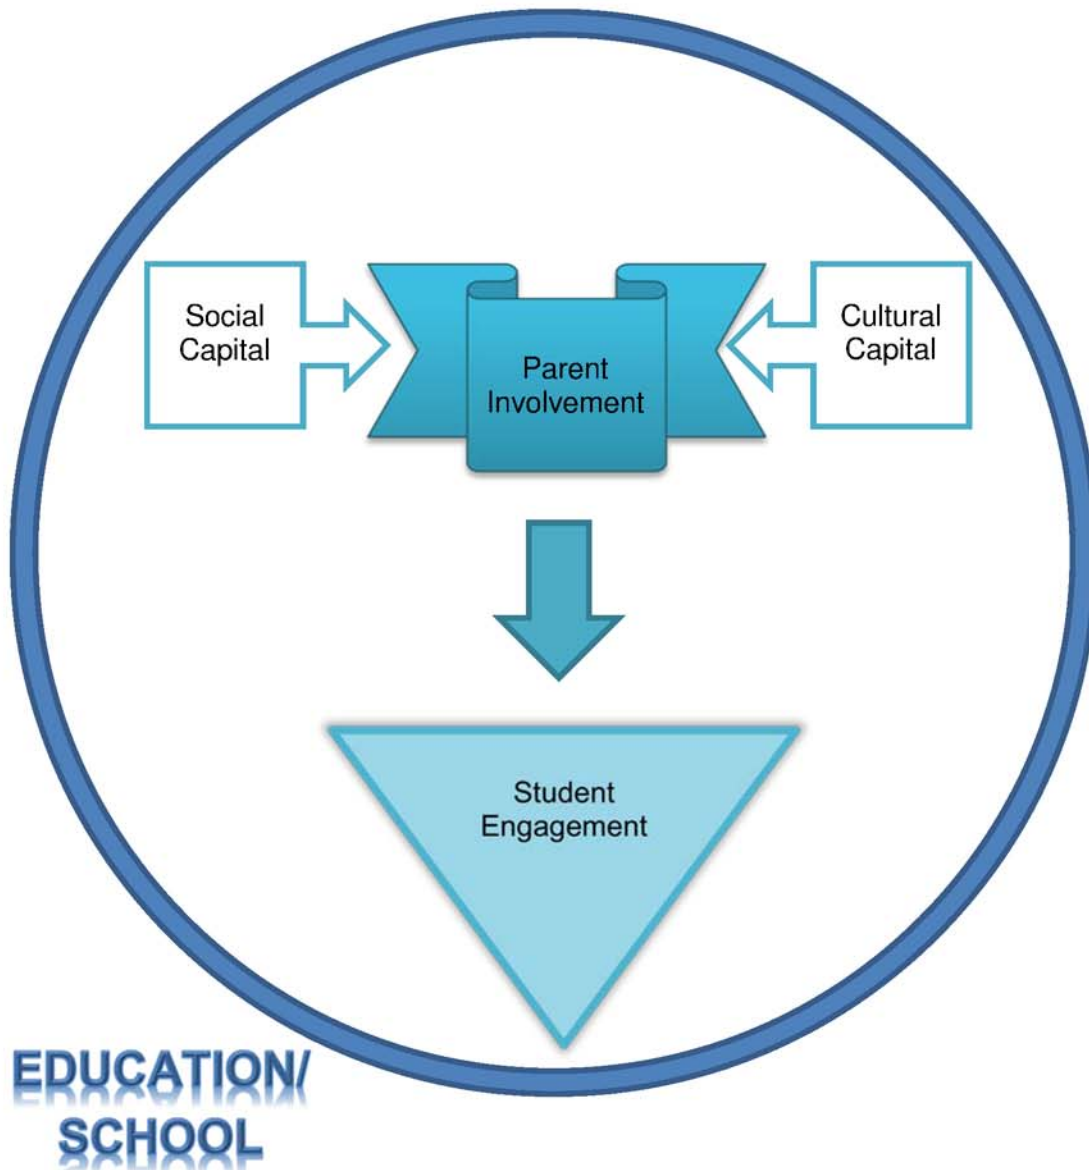 Social
Capital
Parent
Involvement
Cultural
Capital
Student
Engagement
EDUCATION/
SCHOOL